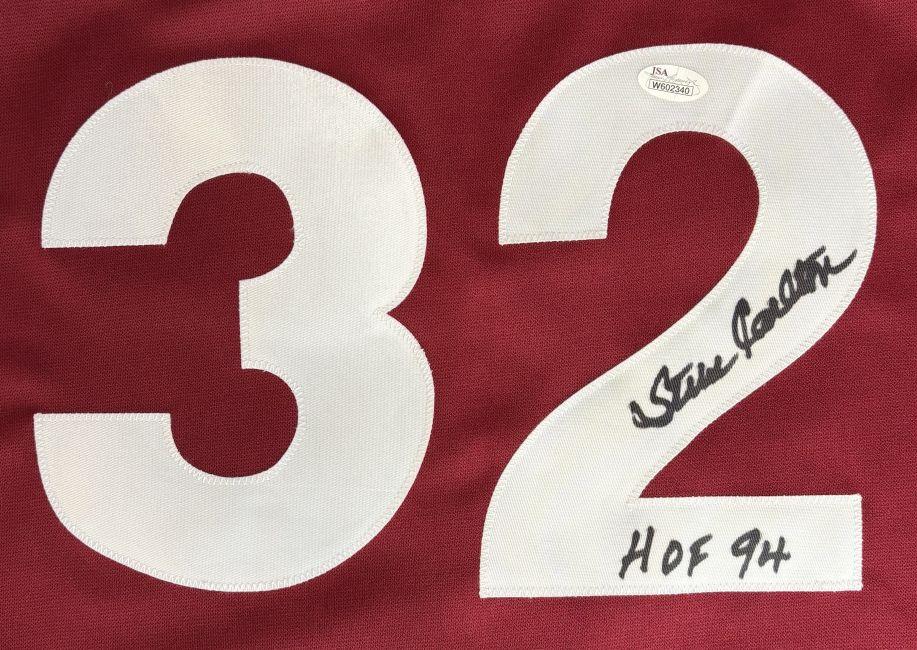 32
JSA
W602340
Steve Carlton
HOF 94